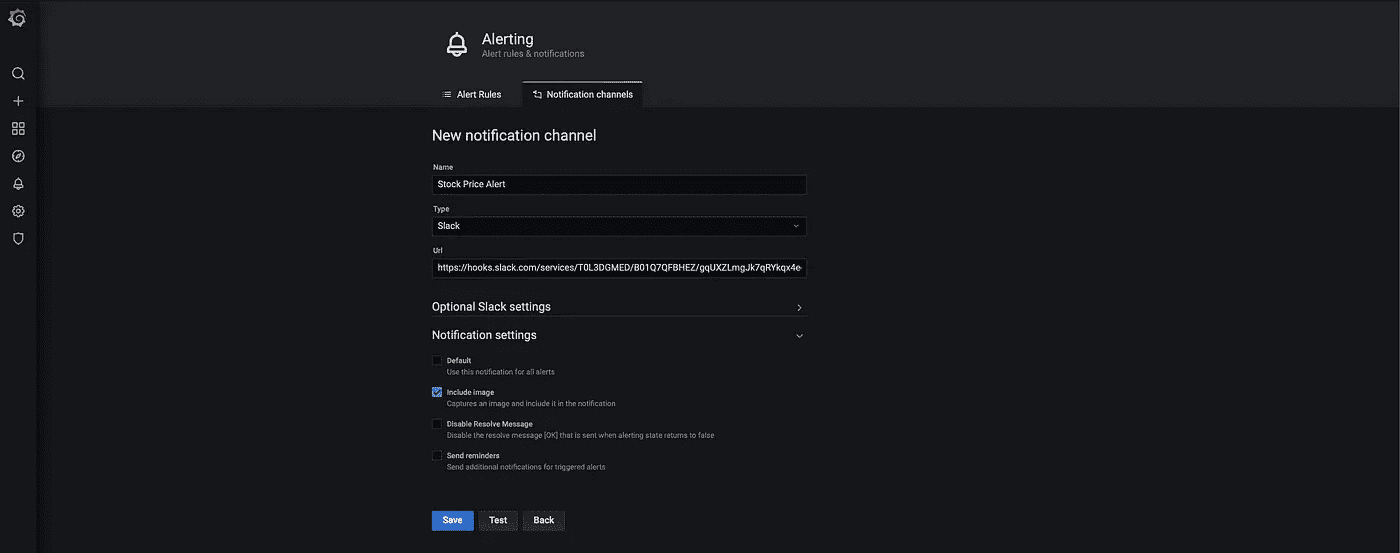 Alerting
Alert rules & notifications
Alert Rules
Notification channels
New notification channel
Name
Stock Price Alert
Type
Slack
Url
https://hooks.slack.com/services/T0L3DGMED/B01Q7QFBHEZ/gqUXZLmgJk7qRYkqx4e
Optional Slack settings
Notification settings
Default
Use this notification for all alerts
Include image
Captures an image and include it in the notification
Disable Resolve Message
Disable the resolve message [OK] that is sent when alerting state returns to false
Send reminders
Send additional notifications for triggered alerts
Save
Test
Back